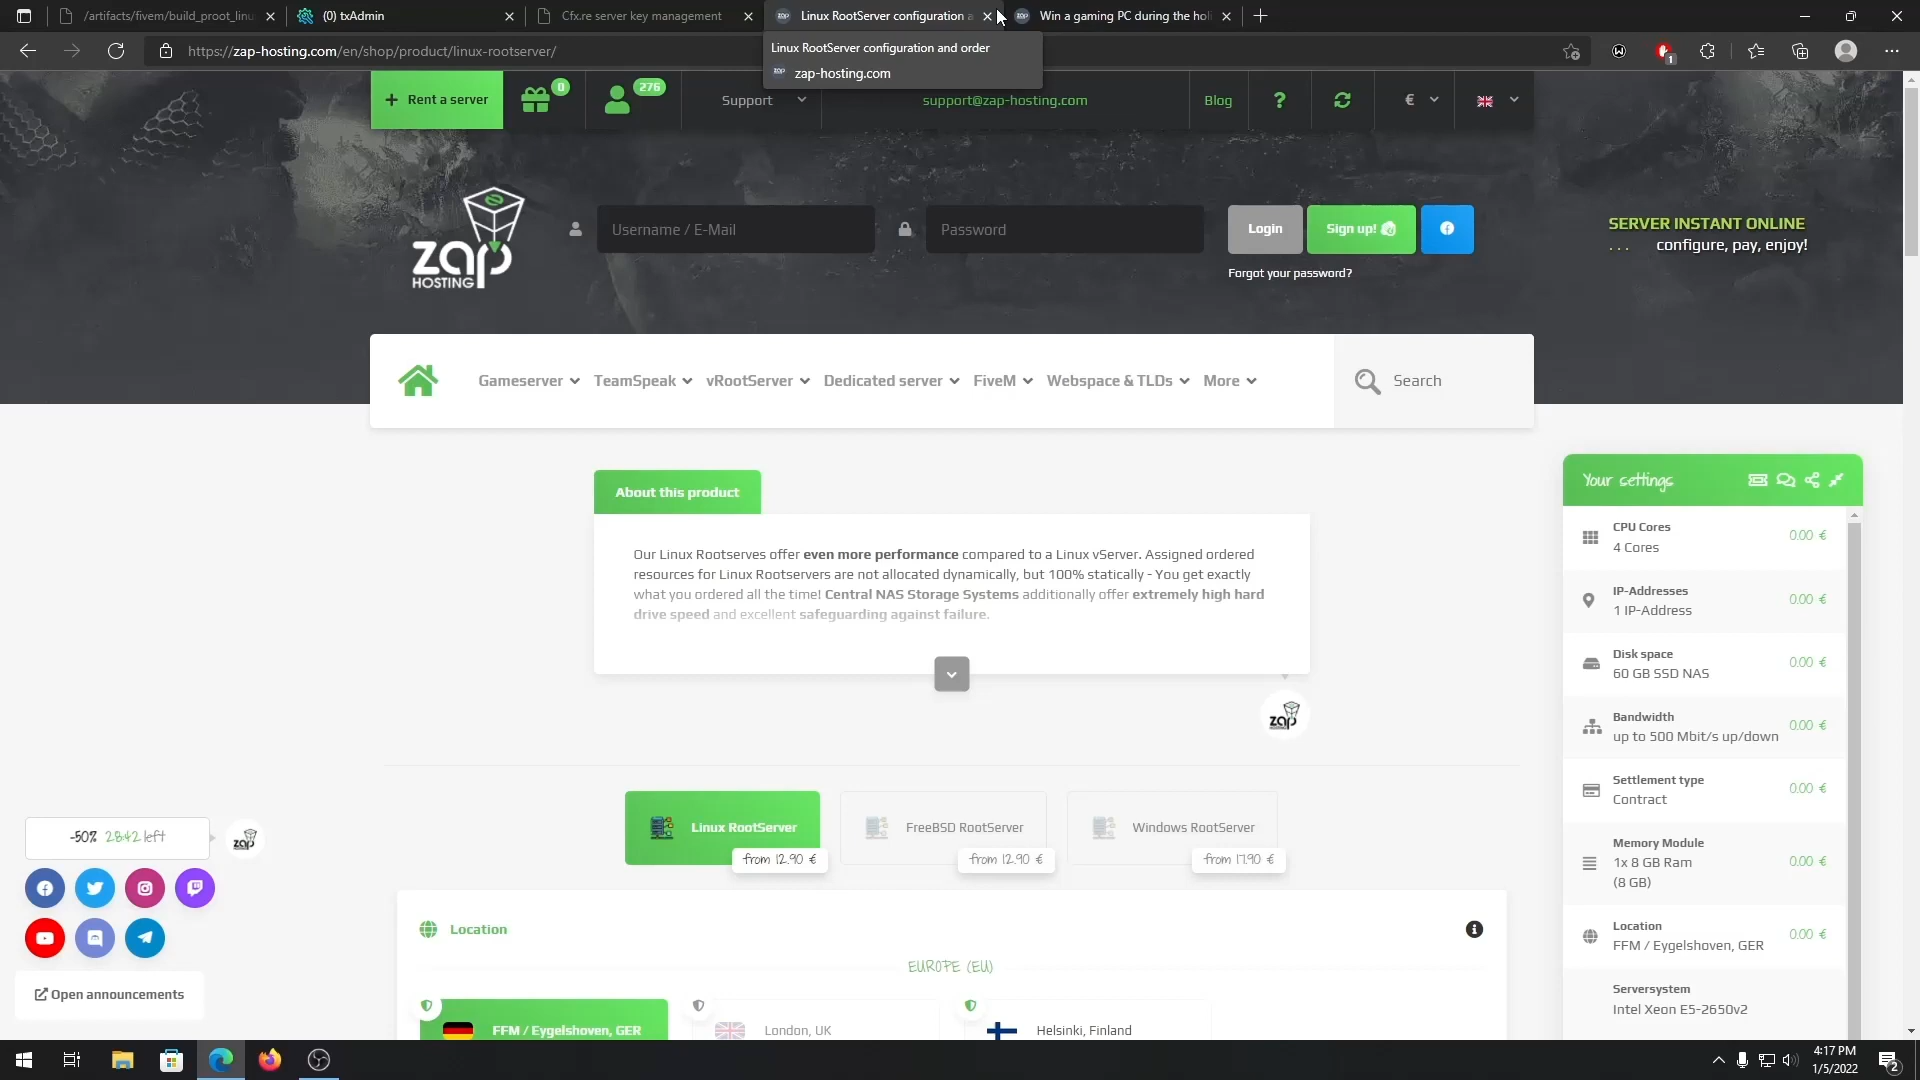 /artifacts/fivem/build_proot_linu
(0) txAdmin
Cfx.re server key management
Linux RootServer configuration a
Win a gaming PC during the holi
https://zap-hosting.com/en/shop/product/linux-rootserver/
1
Linux RootServer configuration and order
zap-hosting.com
Rent a server
0
276
Support
support@zap-hosting.com
Blog
?
€
zap
HOSTING
Username / E-Mail
Password
Login
Sign up!
Forgot your password?
SERVER INSTANT ONLINE
... configure, pay, enjoy!
Gameserver
TeamSpeak
vRootServer
Dedicated server
FiveM
Webspace & TLDs
More
Search
About this product
Our Linux Rootserves offer even more performance compared to a Linux vServer. Assigned ordered
resources for Linux Rootservers are not allocated dynamically, but 100% statically - You get exactly
what you ordered all the time! Central NAS Storage Systems additionally offer extremely high hard
drive speed and excellent safeguarding against failure.
zap
Linux RootServer
from 12.90 €
FreeBSD RootServer
from 12.90 €
Windows RootServer
from 17.90 €
Location
EUROPE (EU)
FFM / Eygelshoven, GER
London, UK
Helsinki, Finland
Your settings
CPU Cores
4 Cores
0.00 €
IP-Addresses
1 IP-Address
0.00 €
Disk space
60 GB SSD NAS
0.00 €
Bandwidth
up to 500 Mbit/s up/down
0.00 €
Settlement type
Contract
0.00 €
Memory Module
1x 8 GB Ram
(8 GB)
0.00 €
Location
FFM / Eygelshoven, GER
0.00 €
Serversystem
Intel Xeon E5-2650v2
-50% 28:42 left
zap
Open announcements
4:17 PM
1/5/2022
2